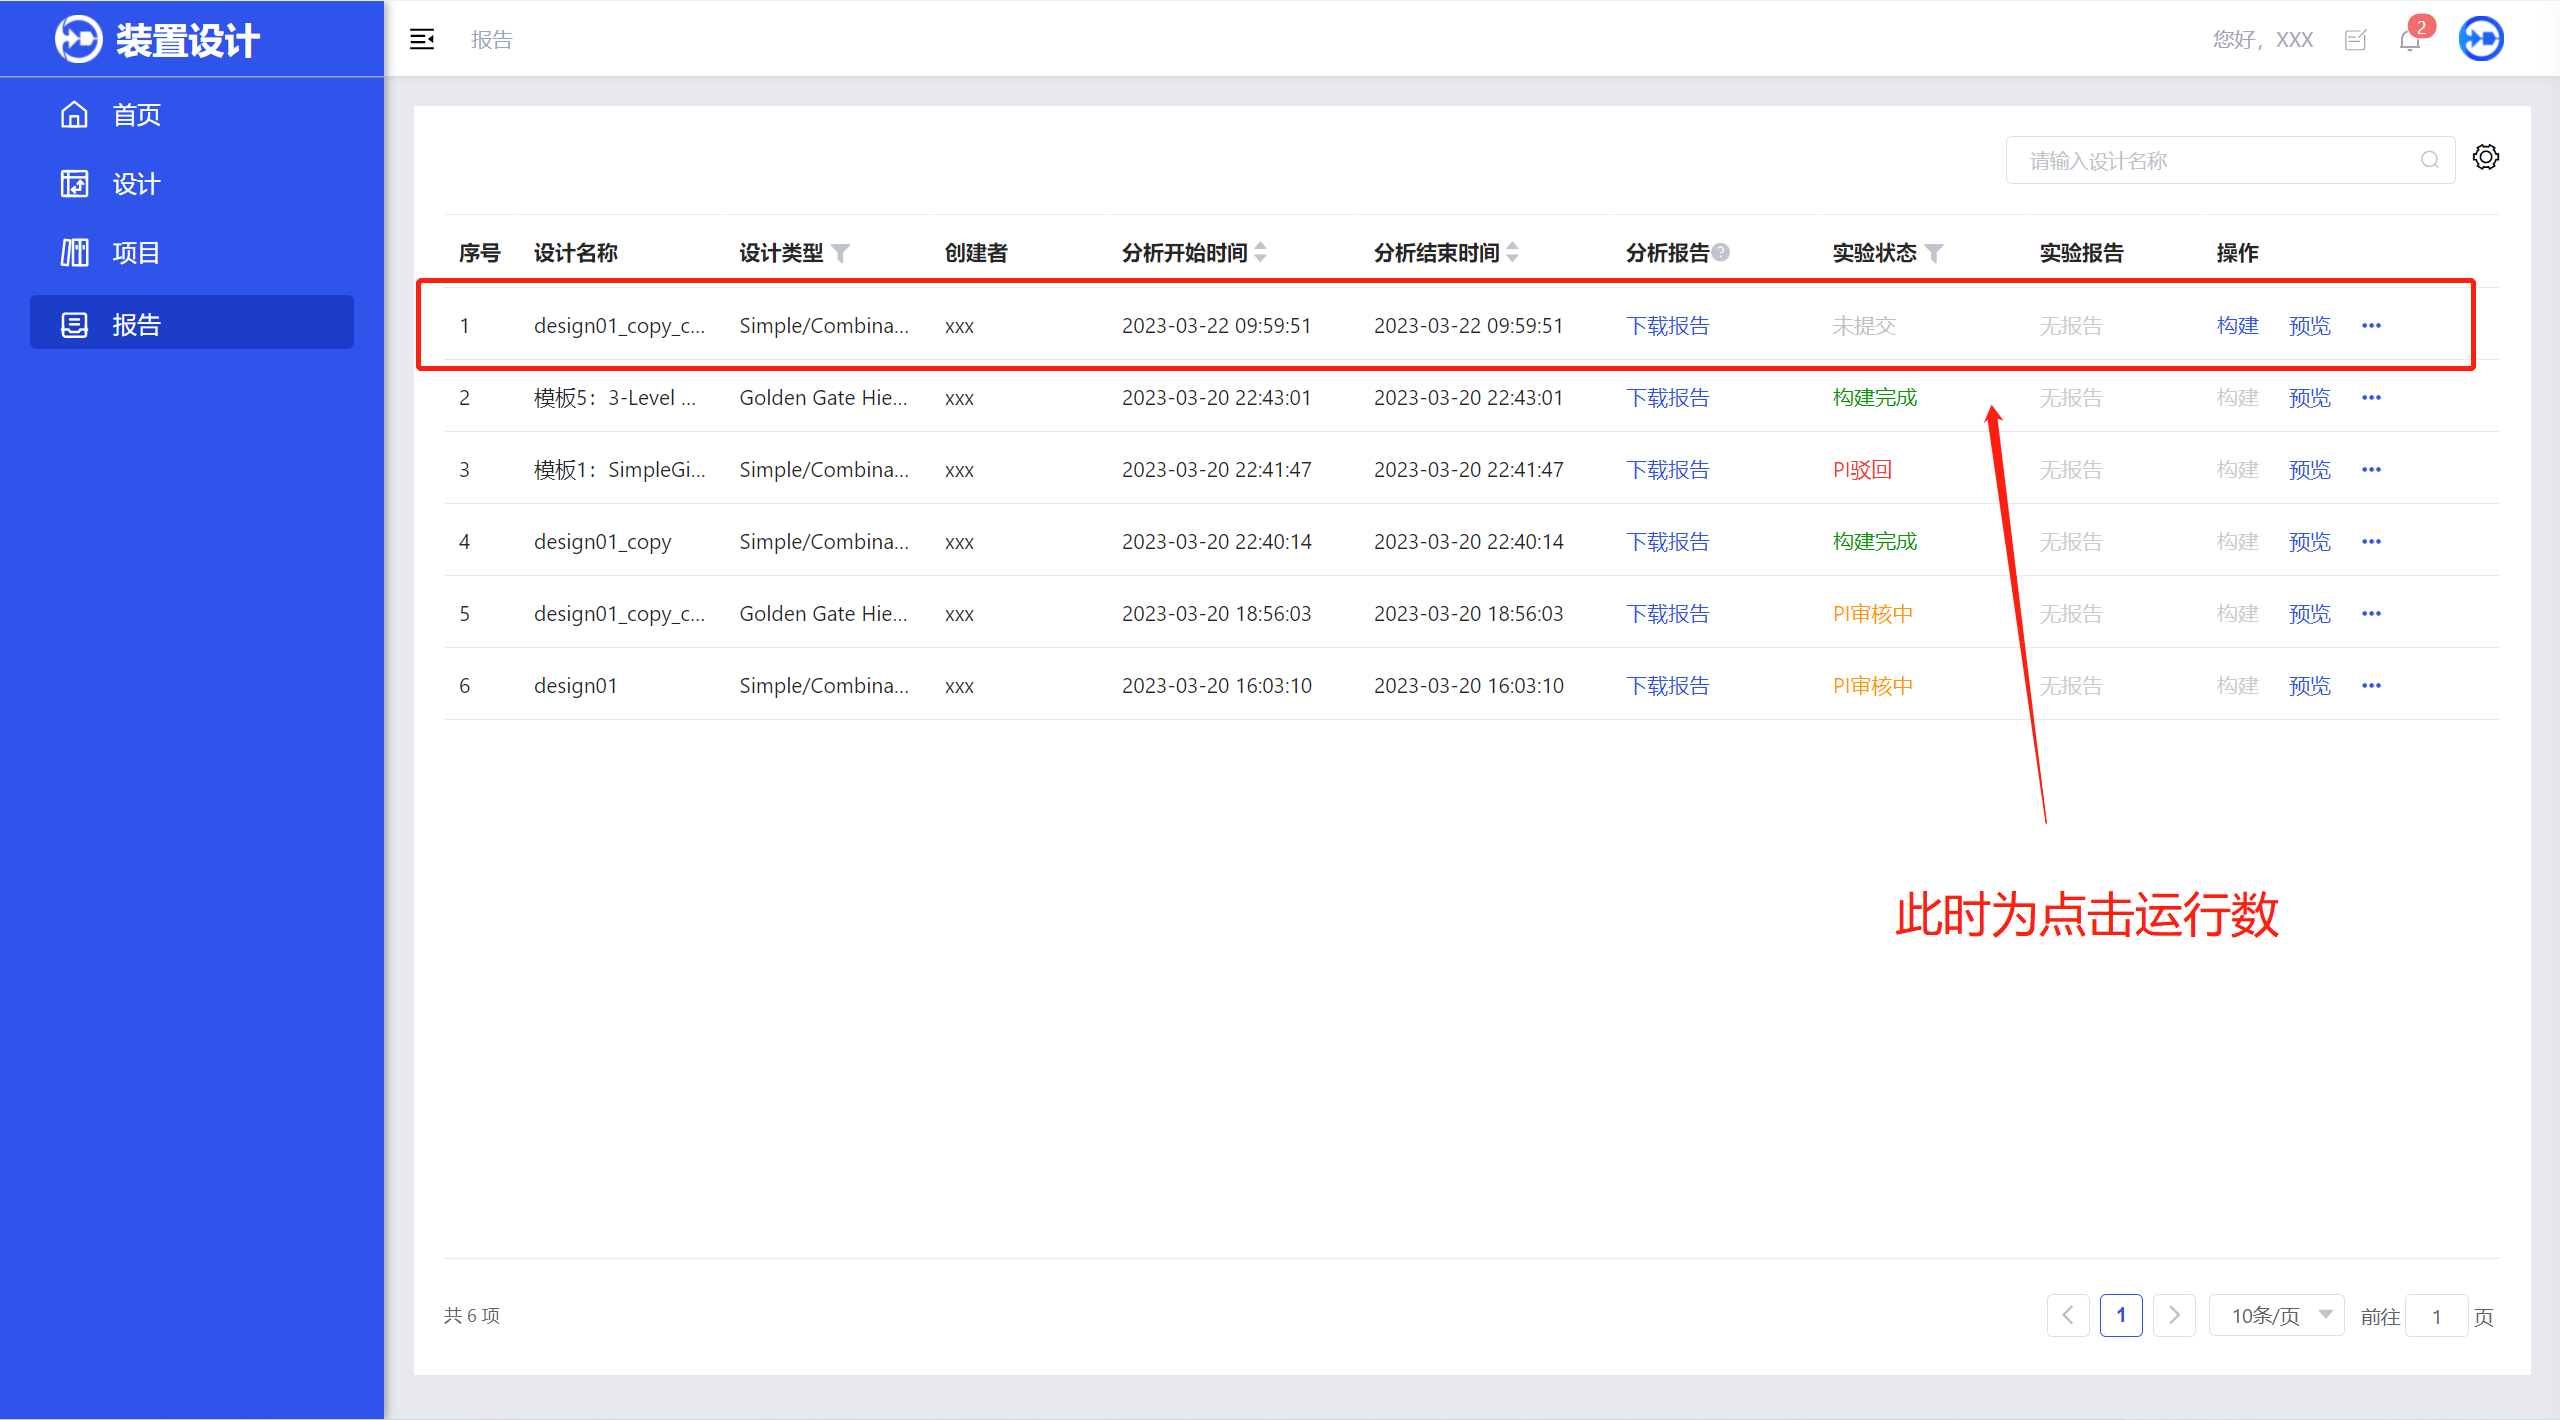 装置设计
报告
您好，XXX
2
首页
设计
项目
报告
请输入设计名称
序号 设计名称 设计类型 创建者 分析开始时间 分析结束时间 分析报告 ? 实验状态 实验报告 操作
1 design01_copy_c... Simple/Combina... xxx 2023-03-22 09:59:51 2023-03-22 09:59:51 下载报告 未提交 无报告 构建 预览 ···
2 模板5：3-Level ... Golden Gate Hie... xxx 2023-03-20 22:43:01 2023-03-20 22:43:01 下载报告 构建完成 无报告 构建 预览 ···
3 模板1：SimpleGi... Simple/Combina... xxx 2023-03-20 22:41:47 2023-03-20 22:41:47 下载报告 PI驳回 无报告 构建 预览 ···
4 design01_copy Simple/Combina... xxx 2023-03-20 22:40:14 2023-03-20 22:40:14 下载报告 构建完成 无报告 构建 预览 ···
5 design01_copy_c... Golden Gate Hie... xxx 2023-03-20 18:56:03 2023-03-20 18:56:03 下载报告 PI审核中 无报告 构建 预览 ···
6 design01 Simple/Combina... xxx 2023-03-20 16:03:10 2023-03-20 16:03:10 下载报告 PI审核中 无报告 构建 预览 ···
此时为点击运行数
共 6 项
1 10条/页 前往 1 页